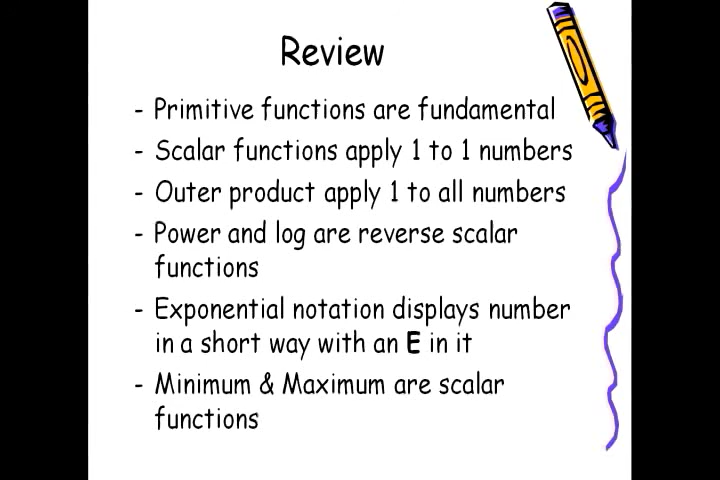 Review
- Primitive functions are fundamental
- Scalar functions apply 1 to 1 numbers
- Outer product apply 1 to all numbers
- Power and log are reverse scalar
functions
- Exponential notation displays number
in a short way with an E in it
- Minimum & Maximum are scalar
functions